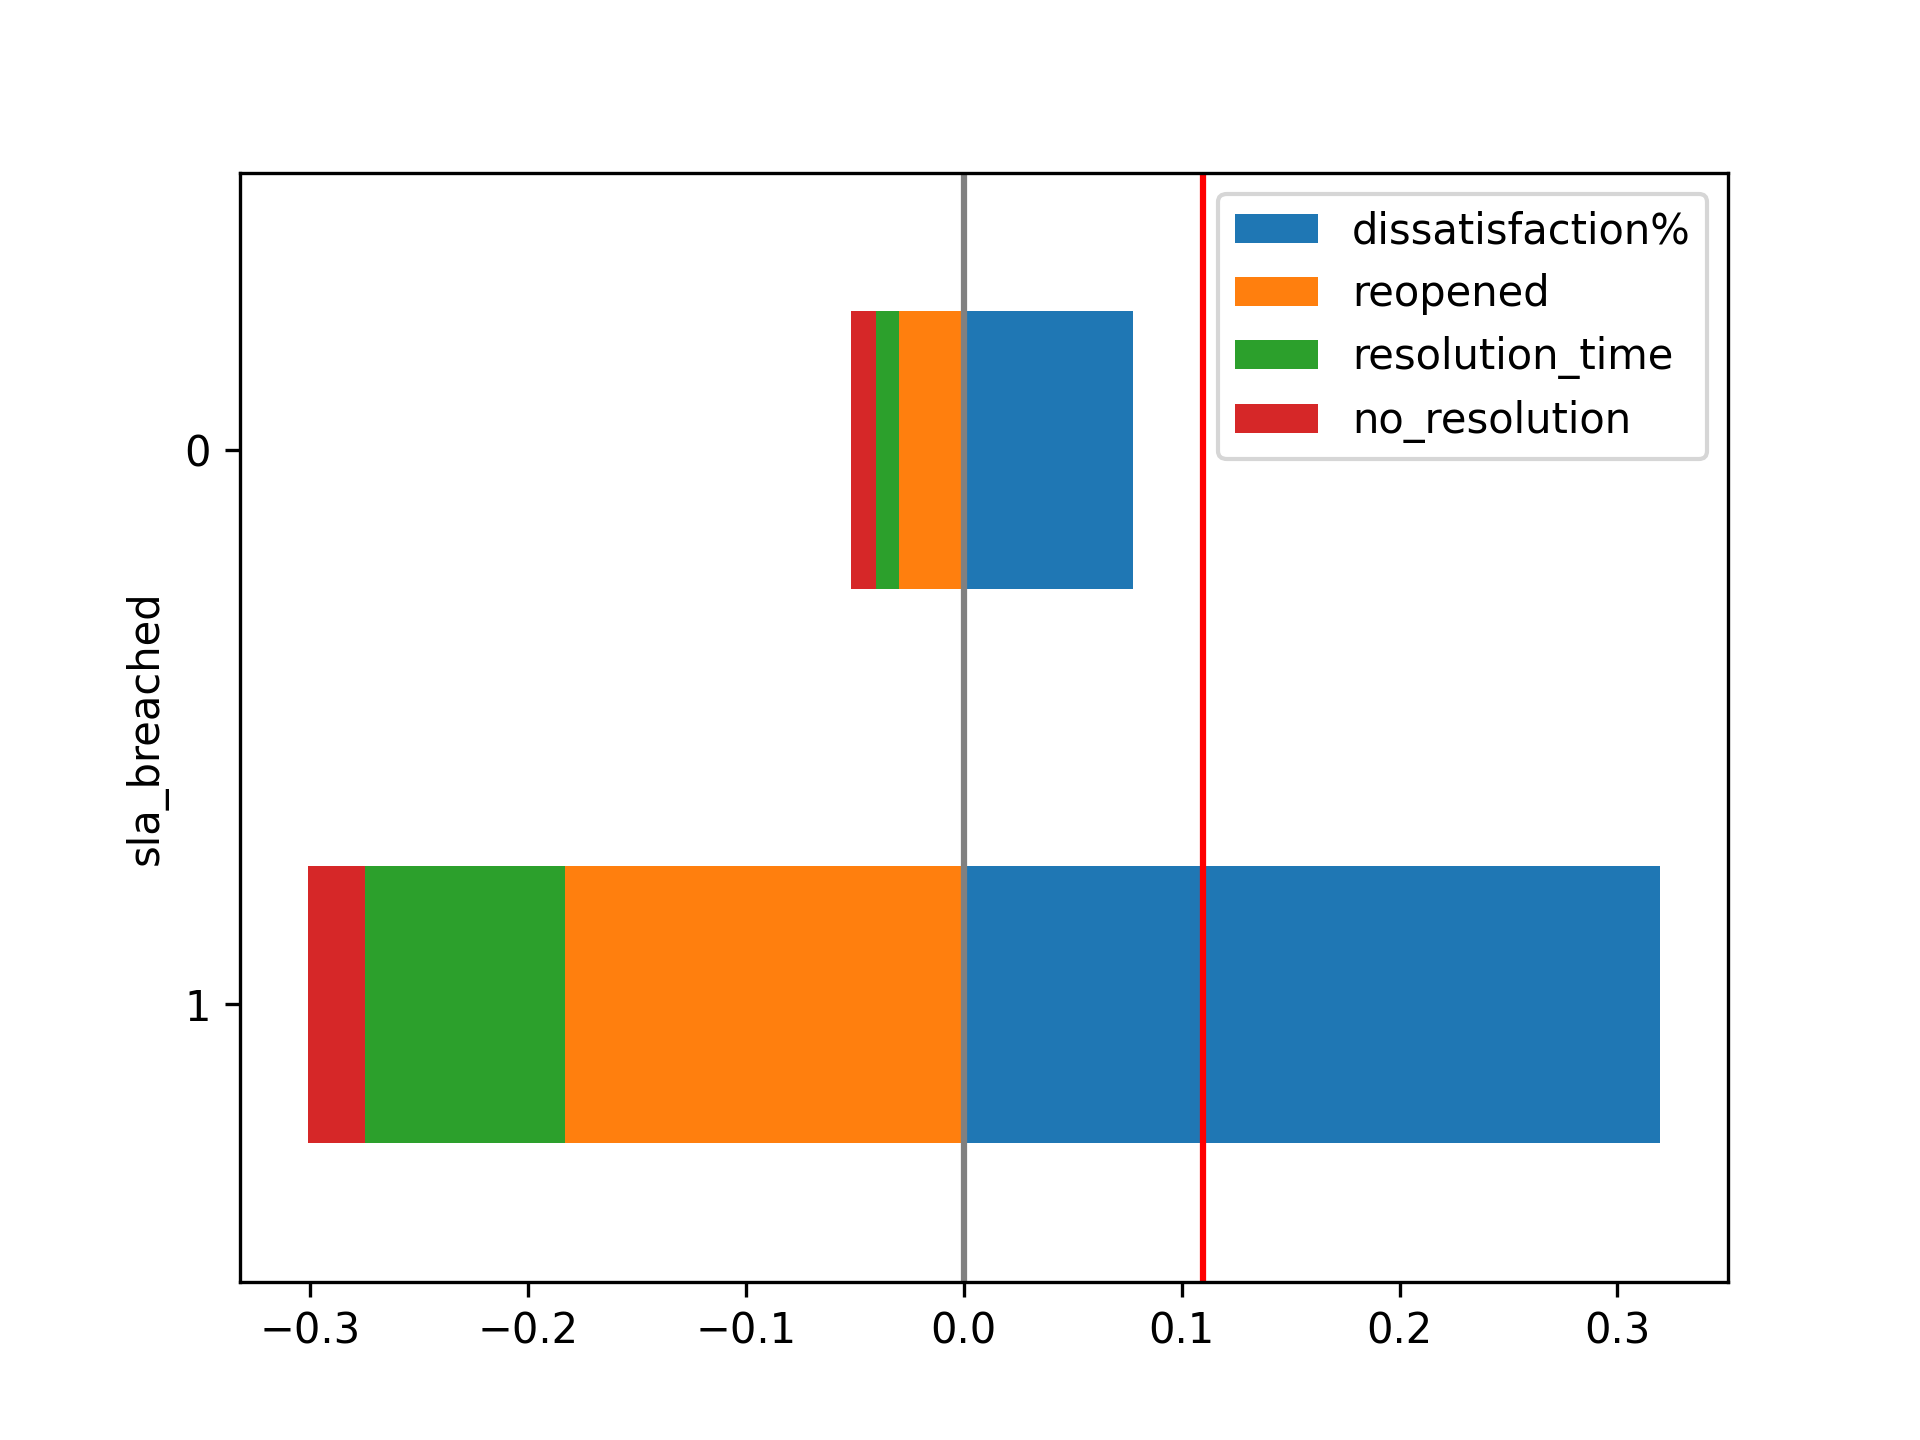 dissatisfaction%
reopened
resolution_time
no_resolution
0
1
sla_breached
−0.3 −0.2 −0.1 0.0 0.1 0.2 0.3